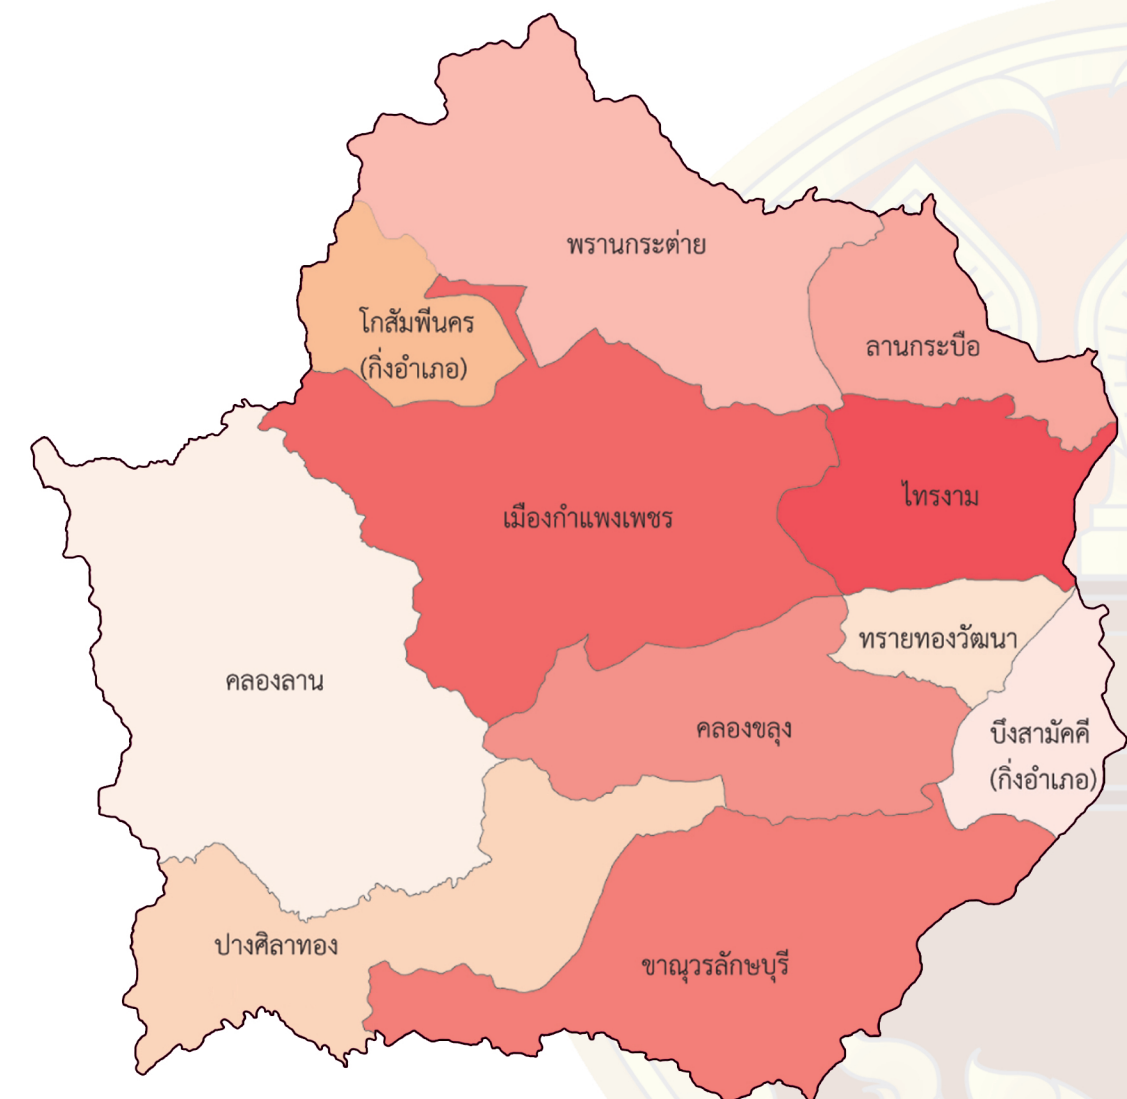 พรานกระต่าย
โกสัมพีนคร
(กิ่งอำเภอ)
ลานกระบือ
ไทรงาม
เมืองกำแพงเพชร
ทรายทองวัฒนา
คลองลาน
คลองขลุง
บึงสามัคคี
(กิ่งอำเภอ)
ปางศิลาทอง
ขาณุวรลักษบุรี